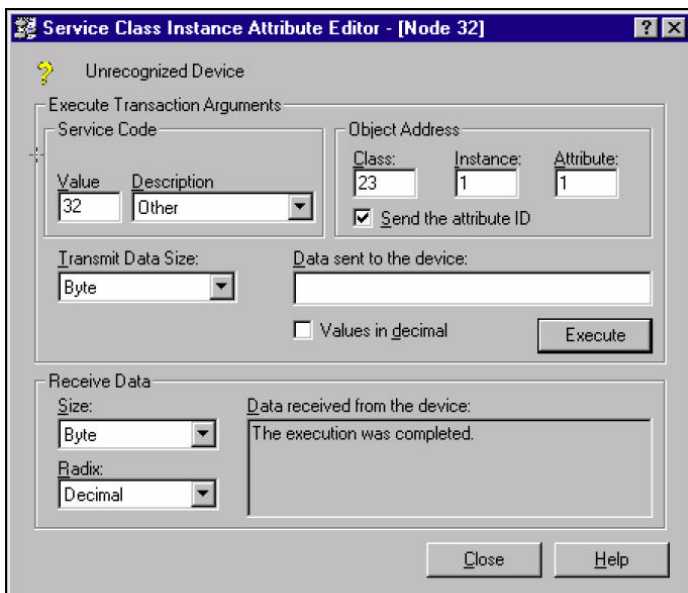 Service Class Instance Attribute Editor - [Node 32]
Unrecognized Device
Execute Transaction Arguments
Service Code
Value Description
32 Other
Object Address
Class: Instance: Attribute:
23 1 1
Send the attribute ID
Transmit Data Size:
Byte
Data sent to the device:
Values in decimal
Execute
Receive Data
Size:
Byte
Radix:
Decimal
Data received from the device:
The execution was completed.
Close Help